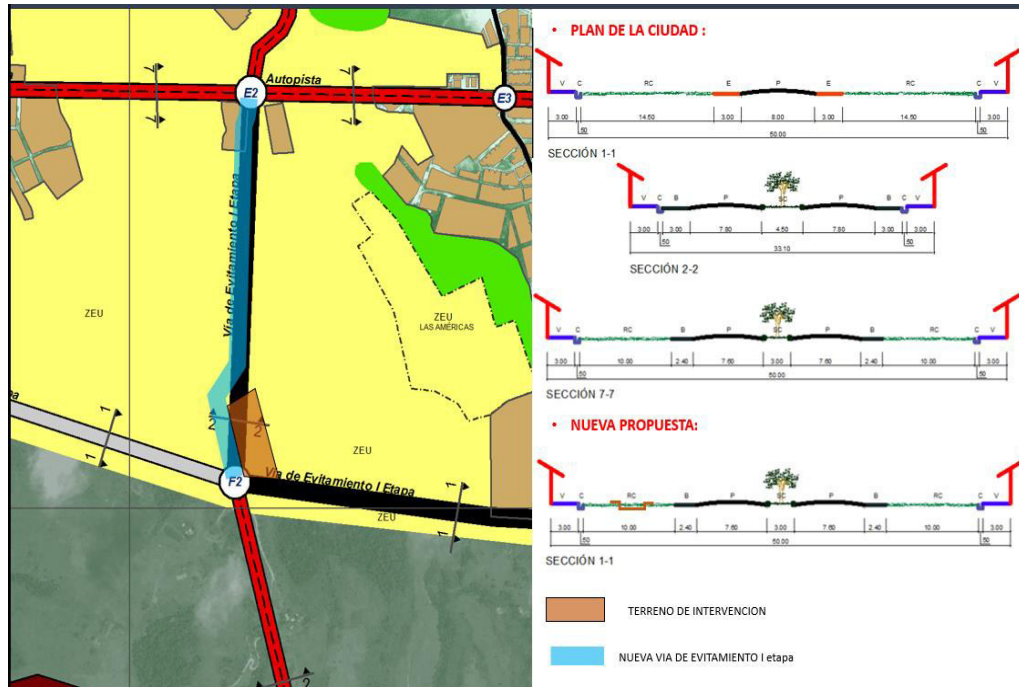 Autopista
E2
E3
7
7
7
7
Vía de Evitamiento I Etapa
ZEU
ZEU
LAS AMÉRICAS
ZEU
2
2
1
1
F2
Vía de Evitamiento I Etapa
ZEU
1
1
2
• PLAN DE LA CIUDAD :
V C RC E P E RC C V
3.00 14.50 3.00 8.00 3.00 14.50 3.00
.50 50.00 .50
SECCIÓN 1-1
V C B P SC P B C V
3.00 3.00 7.80 4.50 7.80 3.00 3.00
.50 33.10 .50
SECCIÓN 2-2
V C RC B P SC P B RC C V
3.00 10.00 2.40 7.60 3.00 7.60 2.40 10.00 3.00
.50 50.00 .50
SECCIÓN 7-7
• NUEVA PROPUESTA:
V C RC B P SC P B RC C V
3.00 10.00 2.40 7.60 3.00 7.60 2.40 10.00 3.00
.50 50.00 .50
SECCIÓN 1-1
TERRENO DE INTERVENCION
NUEVA VIA DE EVITAMIENTO I etapa